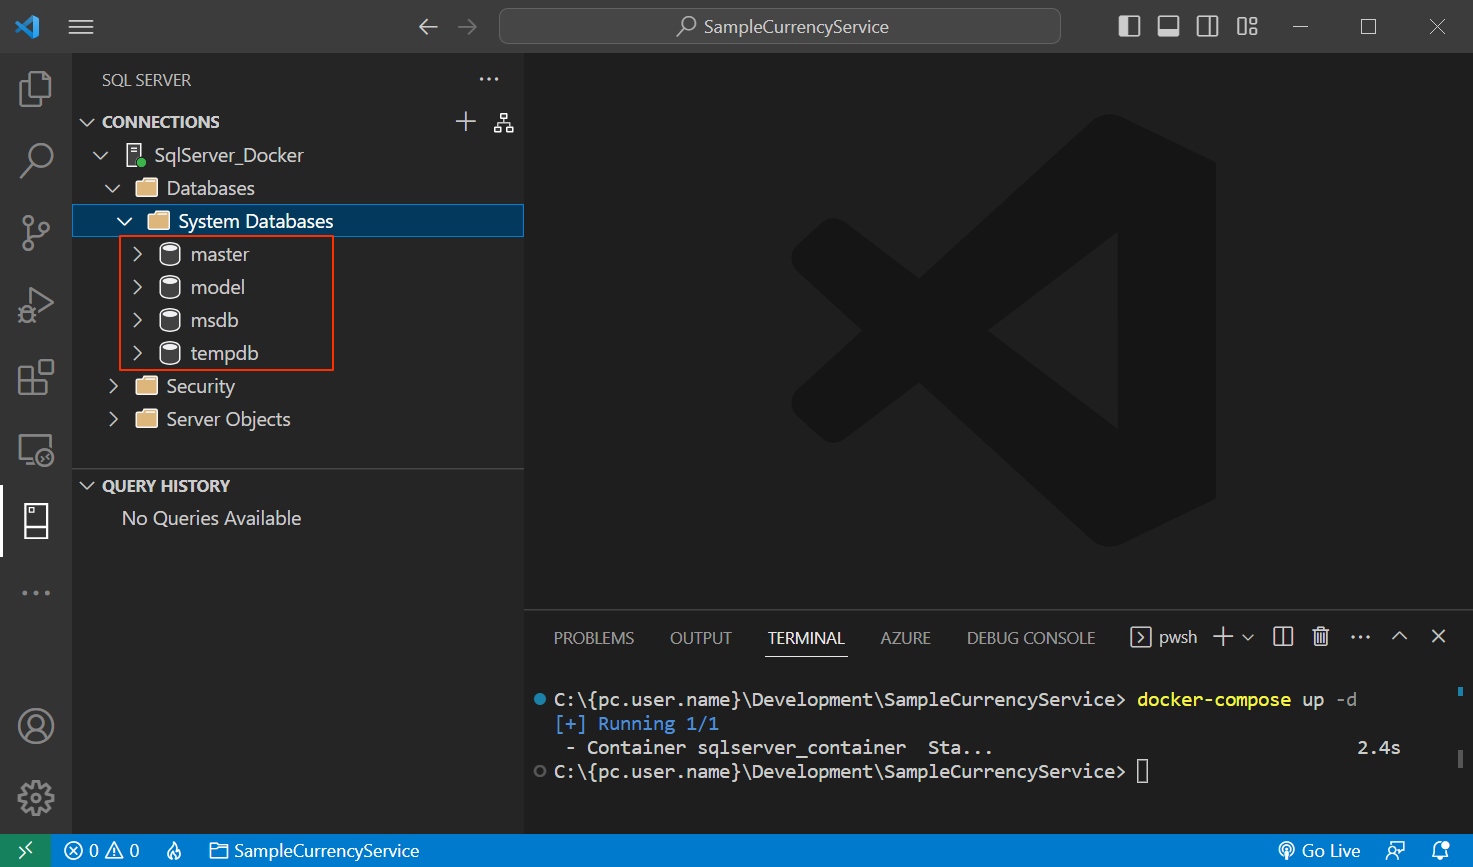 SampleCurrencyService
SQL SERVER
CONNECTIONS
SqlServer_Docker
Databases
System Databases
master
model
msdb
tempdb
Security
Server Objects
QUERY HISTORY
No Queries Available
PROBLEMS OUTPUT TERMINAL AZURE DEBUG CONSOLE pwsh
C:\{pc.user.name}\Development\SampleCurrencyService> docker-compose up -d
[+] Running 1/1
- Container sqlserver_container Sta... 2.4s
C:\{pc.user.name}\Development\SampleCurrencyService>
0 0 SampleCurrencyService Go Live